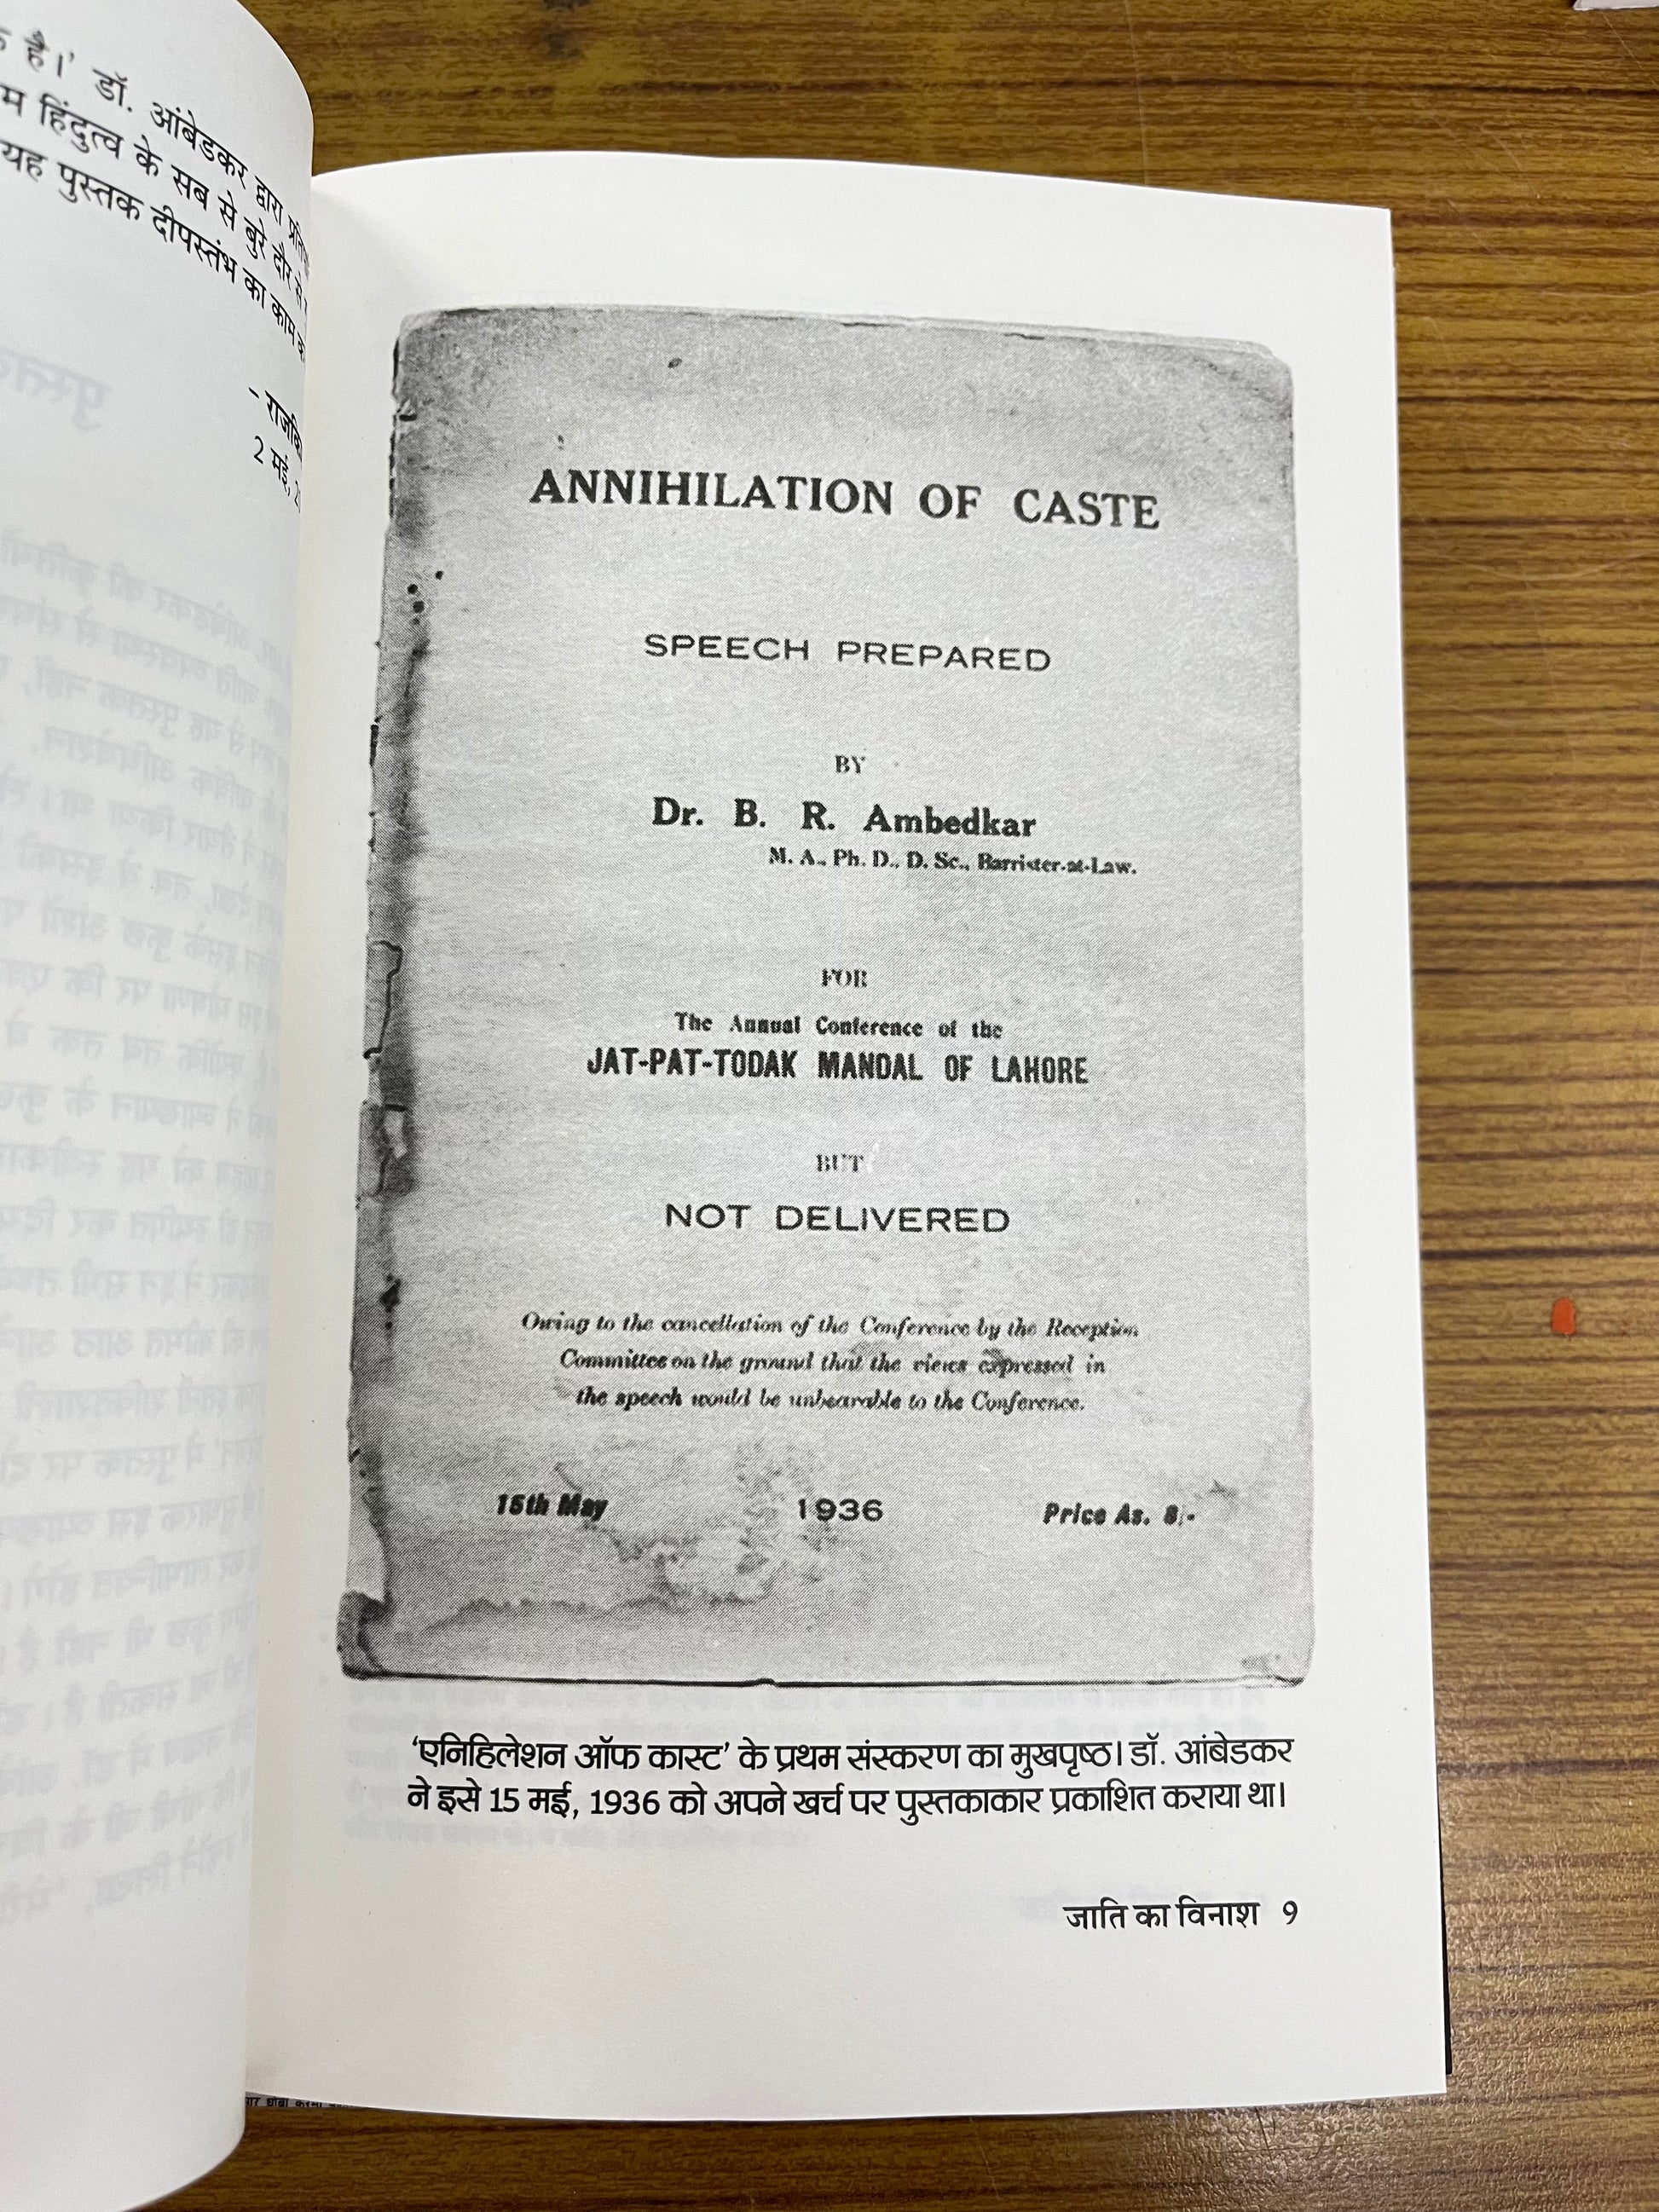 है।' डॉ. आंबेडकर द्वारा
हिंदुत्व के सब से बुरे दौर से
यह पुस्तक दीपस्तंभ का काम
2 मई,
ANNIHILATION OF CASTE
SPEECH PREPARED
BY
Dr. B. R. Ambedkar
M. A., Ph. D., D. Sc., Barrister-at-Law.
FOR
The Annual Conference of the
JAT-PAT-TODAK MANDAL OF LAHORE
BUT
NOT DELIVERED
Owing to the cancellation of the Conference by the Reception
Committee on the ground that the views expressed in
the speech would be unbearable to the Conference.
15th May 1936 Price As. 8/-
'एनिहिलेशन ऑफ कास्ट' के प्रथम संस्करण का मुखपृष्ठ। डॉ. आंबेडकर
ने इसे 15 मई, 1936 को अपने खर्च पर पुस्तकाकार प्रकाशित कराया था।
जाति का विनाश 9